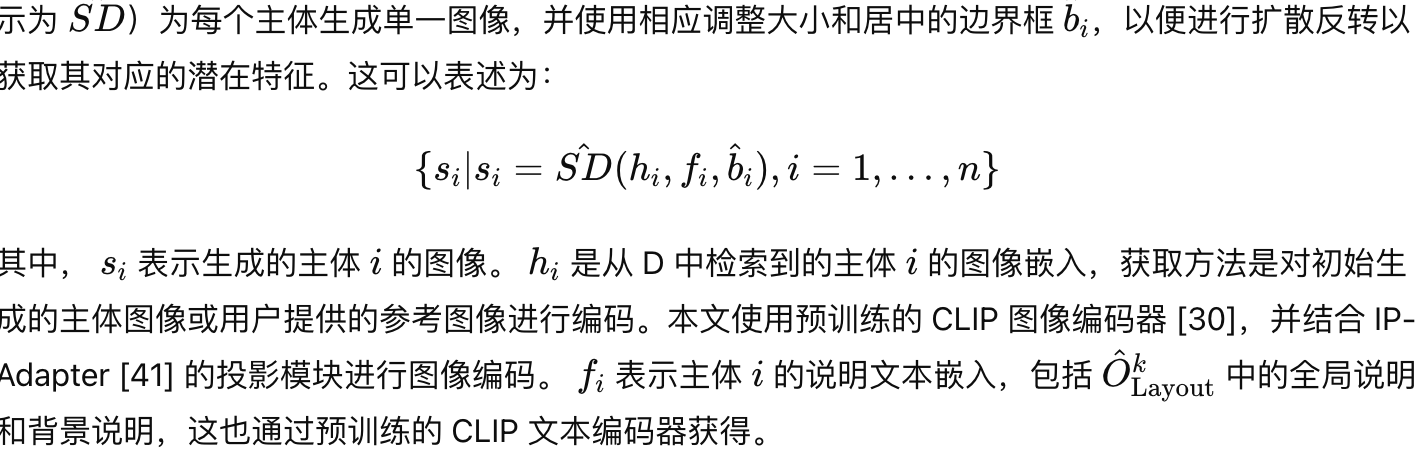 示为 SD）为每个主体生成单一图像，并使用相应调整大小和居中的边界框 b_i，以便进行扩散反转以
获取其对应的潜在特征。这可以表述为：
{s_i|s_i = \hat{SD}(h_i, f_i, \hat{b}_i), i = 1, . . . , n}
其中， s_i 表示生成的主体 i 的图像。 h_i 是从 D 中检索到的主体 i 的图像嵌入，获取方法是对初始生
成的主体图像或用户提供的参考图像进行编码。本文使用预训练的 CLIP 图像编码器 [30]，并结合 IP-
Adapter [41] 的投影模块进行图像编码。 f_i 表示主体 i 的说明文本嵌入，包括 \hat{O}^k_{Layout} 中的全局说明
和背景说明，这也通过预训练的 CLIP 文本编码器获得。